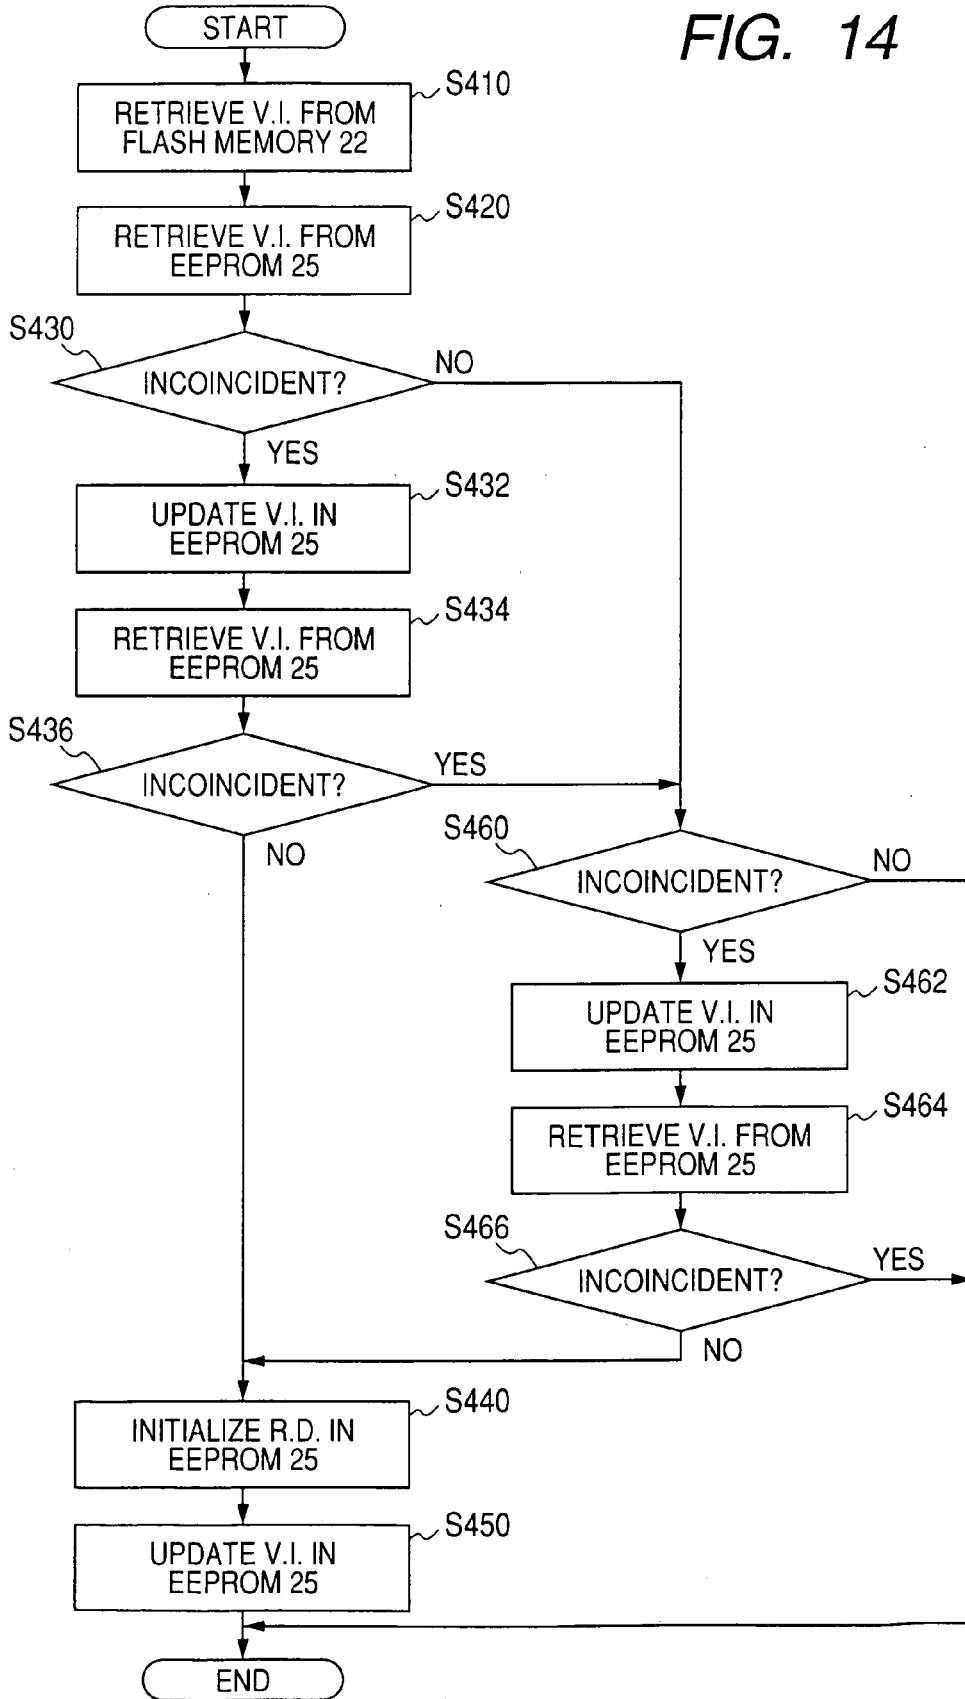 FIG. 14
START
S410
RETRIEVE V.I. FROM
FLASH MEMORY 22
S420
RETRIEVE V.I. FROM
EEPROM 25
S430
INCOINCIDENT?
NO
YES
S432
UPDATE V.I. IN
EEPROM 25
S434
RETRIEVE V.I. FROM
EEPROM 25
S436
INCOINCIDENT?
YES
NO
S460
INCOINCIDENT?
NO
YES
S462
UPDATE V.I. IN
EEPROM 25
S464
RETRIEVE V.I. FROM
EEPROM 25
S466
INCOINCIDENT?
YES
NO
S440
INITIALIZE R.D. IN
EEPROM 25
S450
UPDATE V.I. IN
EEPROM 25
END